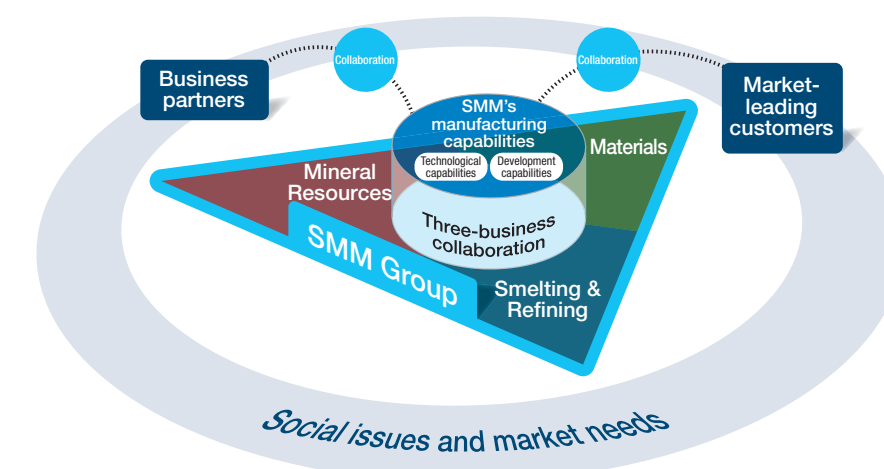 Collaboration
Collaboration
Business
partners
Market-
leading
customers
SMM's
manufacturing
capabilities
Technological
capabilities
Development
capabilities
Materials
Mineral
Resources
Three-business
collaboration
SMM Group
Smelting &
Refining
Social issues and market needs